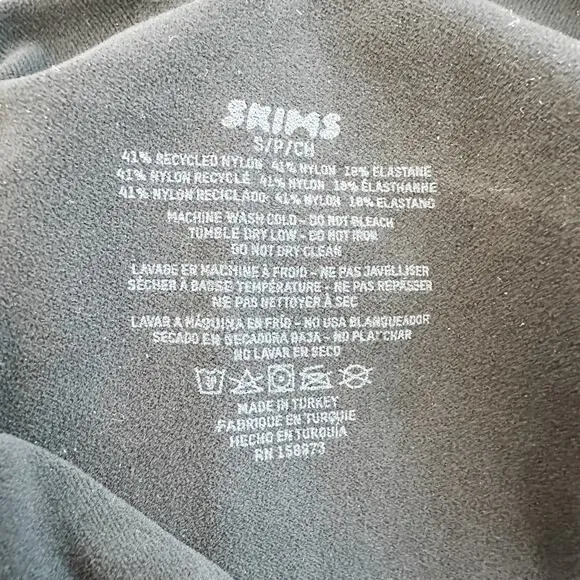 SKIMS
S/P/CH
41% RECYCLED NYLON 41% NYLON 18% ELASTANE
41% NYLON RECYCLÉ 41% NYLON 18% ÉLASTHANNE
41% NYLON RECICLADO 41% NYLON 18% ELASTANO
MACHINE WASH COLD - DO NOT BLEACH
TUMBLE DRY LOW - DO NOT IRON
DO NOT DRY CLEAN
LAVAGE EN MACHINE À FROID - NE PAS JAVELLISER
SÉCHER À BASSE TEMPÉRATURE - NE PAS REPASSER
NE PAS NETTOYER À SEC
LAVAR A MÁQUINA EN FRÍO - NO USA BLANQUEADOR
SECADO EN SECADORA BAJA - NO PLATCHAR
NO LAVAR EN SECO
MADE IN TURKEY
FABRIQUÉ EN TURQUIE
HECHO EN TURQUÍA
RN 158973